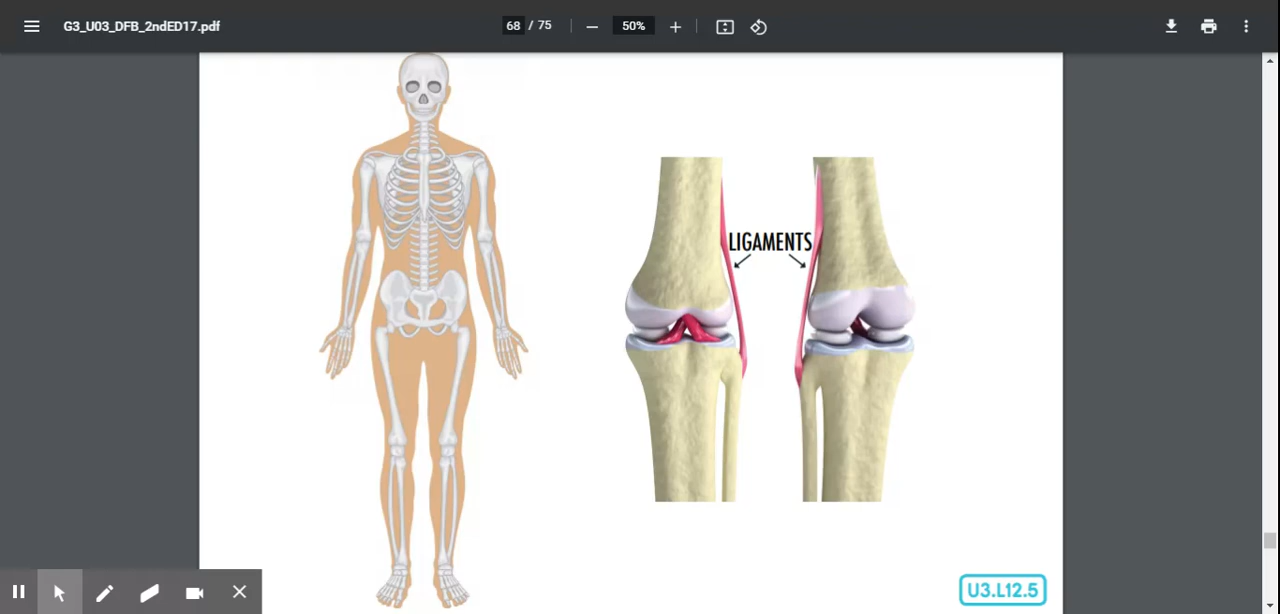 G3_U03_DFB_2ndED17.pdf
68 / 75
50%
LIGAMENTS
U3.L12.5